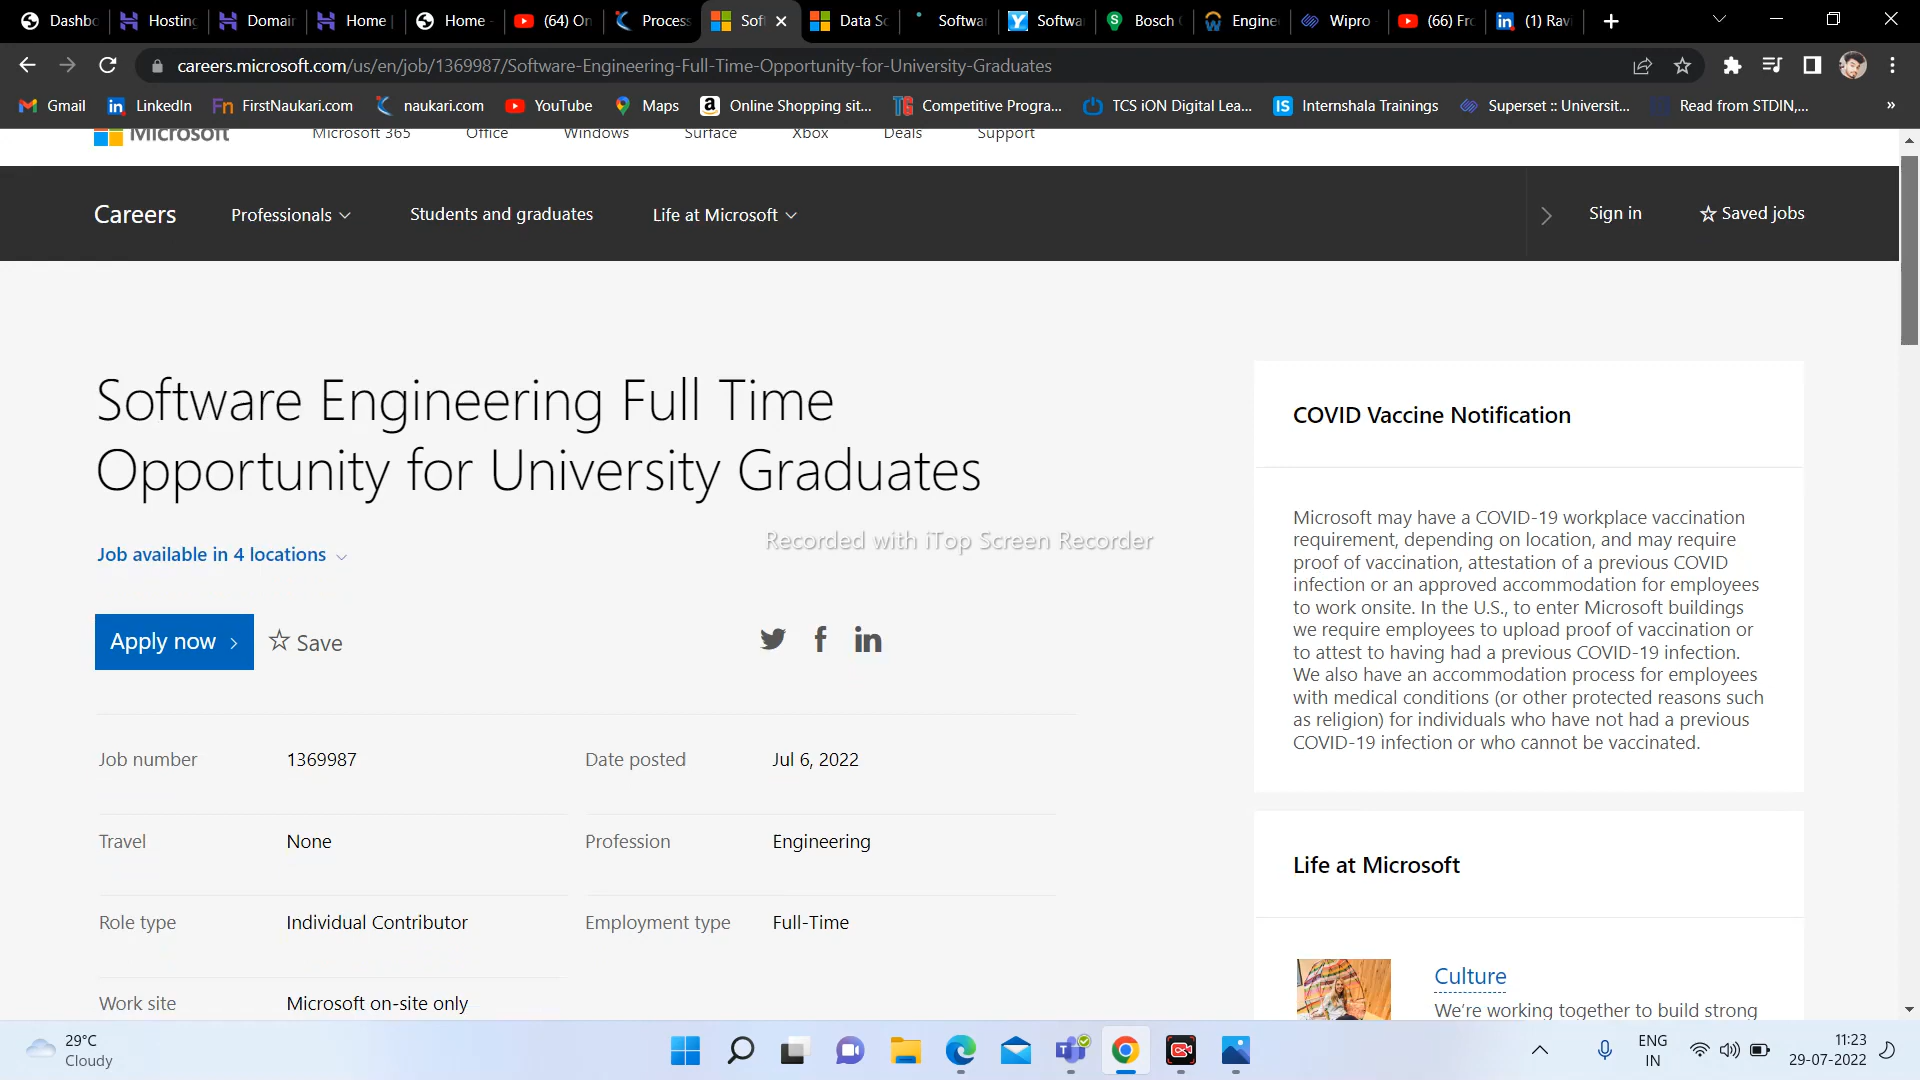 Dashbo
Hosting
Domain
Home
Home
(64) On
Process
Sof
Data Sc
Softwar
Softwa
Bosch
Engine
Wipro
(66) Fr
(1) Rav
careers.microsoft.com/us/en/job/1369987/Software-Engineering-Full-Time-Opportunity-for-University-Graduates
Gmail
LinkedIn
FirstNaukari.com
naukari.com
YouTube
Maps
Online Shopping sit...
Competitive Progra...
TCS iON Digital Lea...
Internshala Trainings
Superset :: Universit...
Read from STDIN,...
Microsoft
Microsoft 365
Office
Windows
Surface
Xbox
Deals
Support
Careers
Professionals
Students and graduates
Life at Microsoft
Sign in
Saved jobs
Software Engineering Full Time
Opportunity for University Graduates
Job available in 4 locations
Recorded with iTop Screen Recorder
Apply now
Save
Job number 1369987
Date posted Jul 6, 2022
Travel None
Profession Engineering
Role type Individual Contributor
Employment type Full-Time
Work site Microsoft on-site only
COVID Vaccine Notification
Microsoft may have a COVID-19 workplace vaccination
requirement, depending on location, and may require
proof of vaccination, attestation of a previous COVID
infection or an approved accommodation for employees
to work onsite. In the U.S., to enter Microsoft buildings
we require employees to upload proof of vaccination or
to attest to having had a previous COVID-19 infection.
We also have an accommodation process for employees
with medical conditions (or other protected reasons such
as religion) for individuals who have not had a previous
COVID-19 infection or who cannot be vaccinated.
Life at Microsoft
Culture
We're working together to build strong
29°C
Cloudy
ENG
IN
11:23
29-07-2022